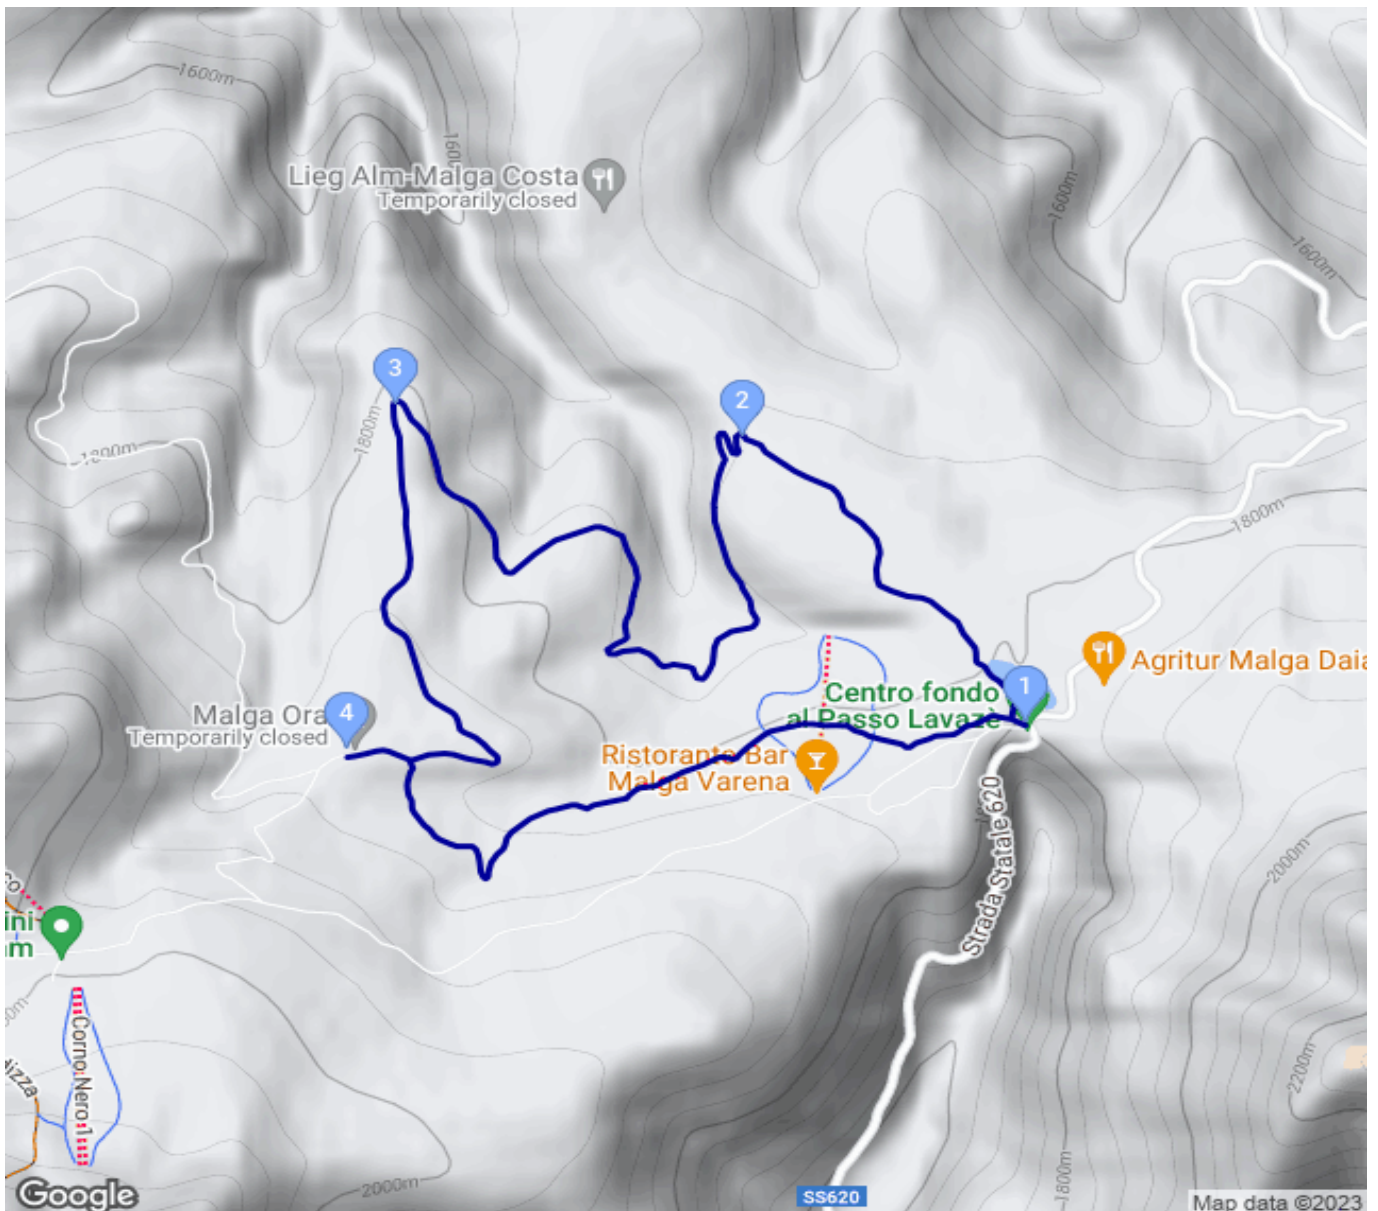 1600m
1600m
Lieg Alm-Malga Costa
Temporarily closed
1600m
1600m
3
2
1800m
1800m
1800m
Agritur Malga Daia
1
Centro fondo
al Passo Lavazè
4
Malga Ora
Temporarily closed
Ristorante Bar
Malga Varena
Strada Statale 620
2000m
ini
m
Corno Nero 1
izza
2200m
1800m
2000m
Google
SS620
Map data ©2023